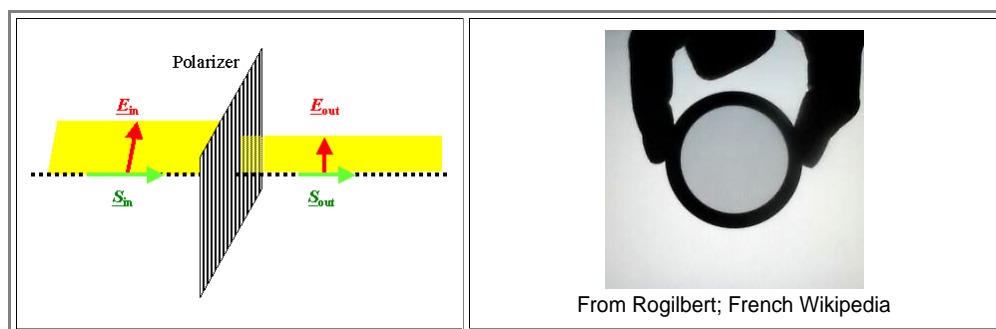 Polarizer
E_in
E_out
S_in
S_out
From Rogilbert; French Wikipedia